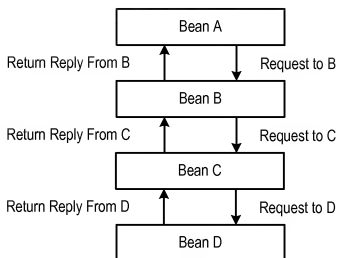 Bean A
Return Reply From B
Request to B
Bean B
Return Reply From C
Request to C
Bean C
Return Reply From D
Request to D
Bean D